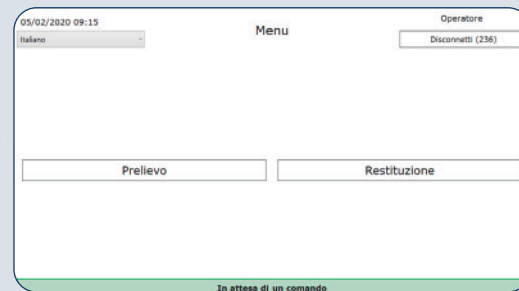 05/02/2020 09:15
Menu
Operatore
Italiano
Disconnetti (236)
Prelievo
Restituzione
In attesa di un comando